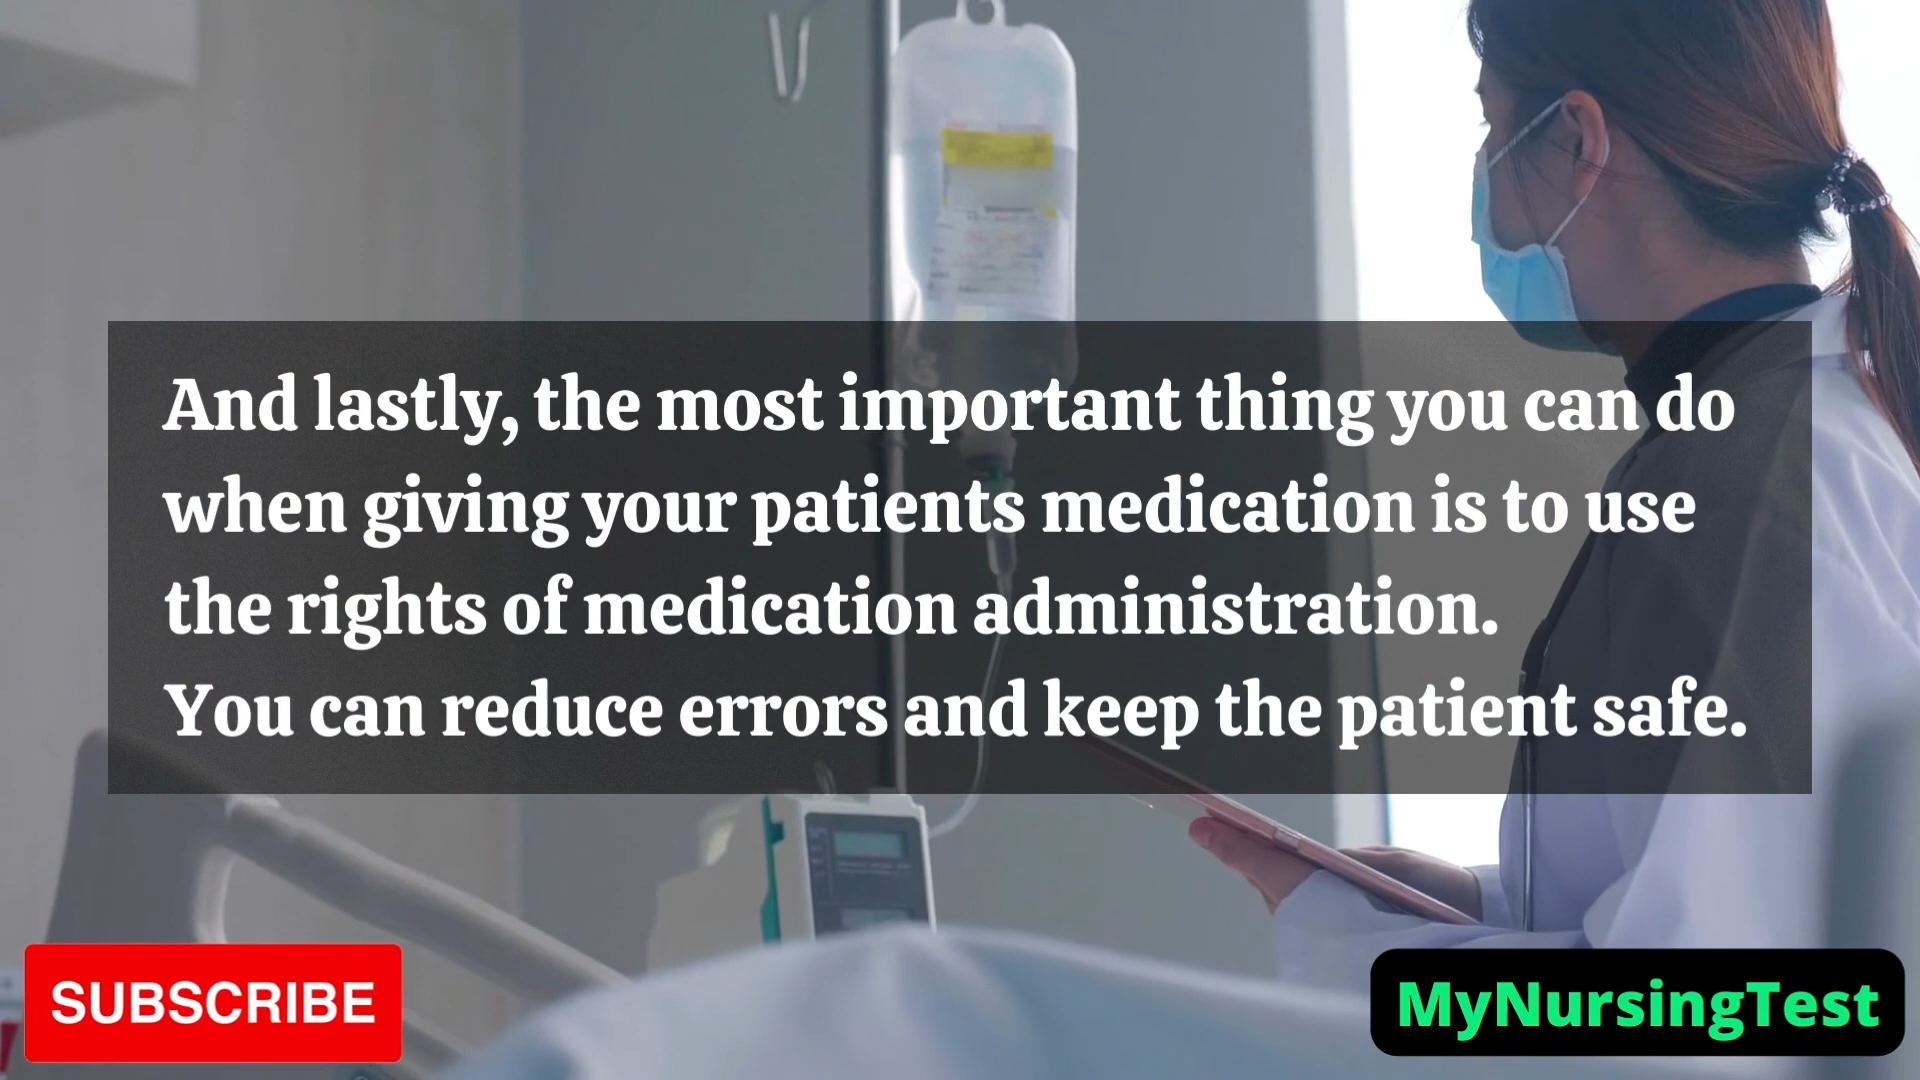 And lastly, the most important thing you can do
when giving your patients medication is to use
the rights of medication administration.
You can reduce errors and keep the patient safe.
SUBSCRIBE
MyNursingTest